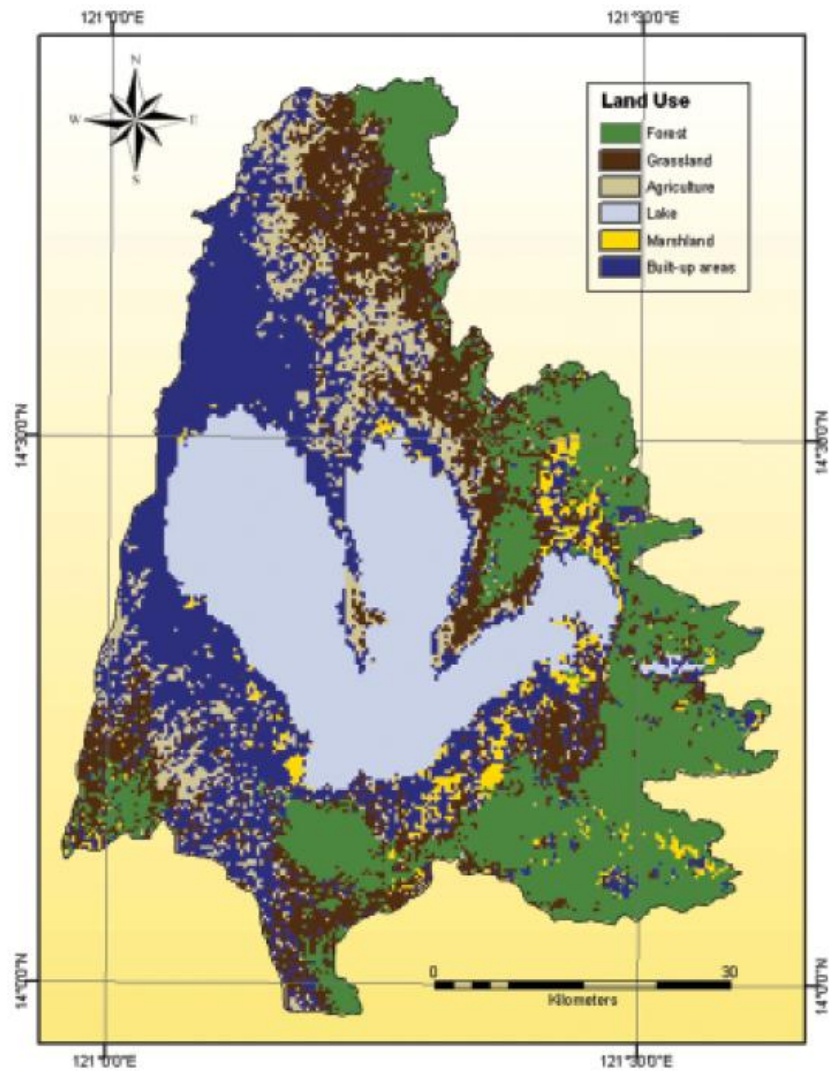 121°0'0"E 121°30'0"E
N
W E
S
Land Use
Forest
Grassland
Agriculture
Lake
Marshland
Built-up areas
14°30'0"N 14°30'0"N
14°0'0"N 14°0'0"N
0 30
Kilometers
121°0'0"E 121°30'0"E